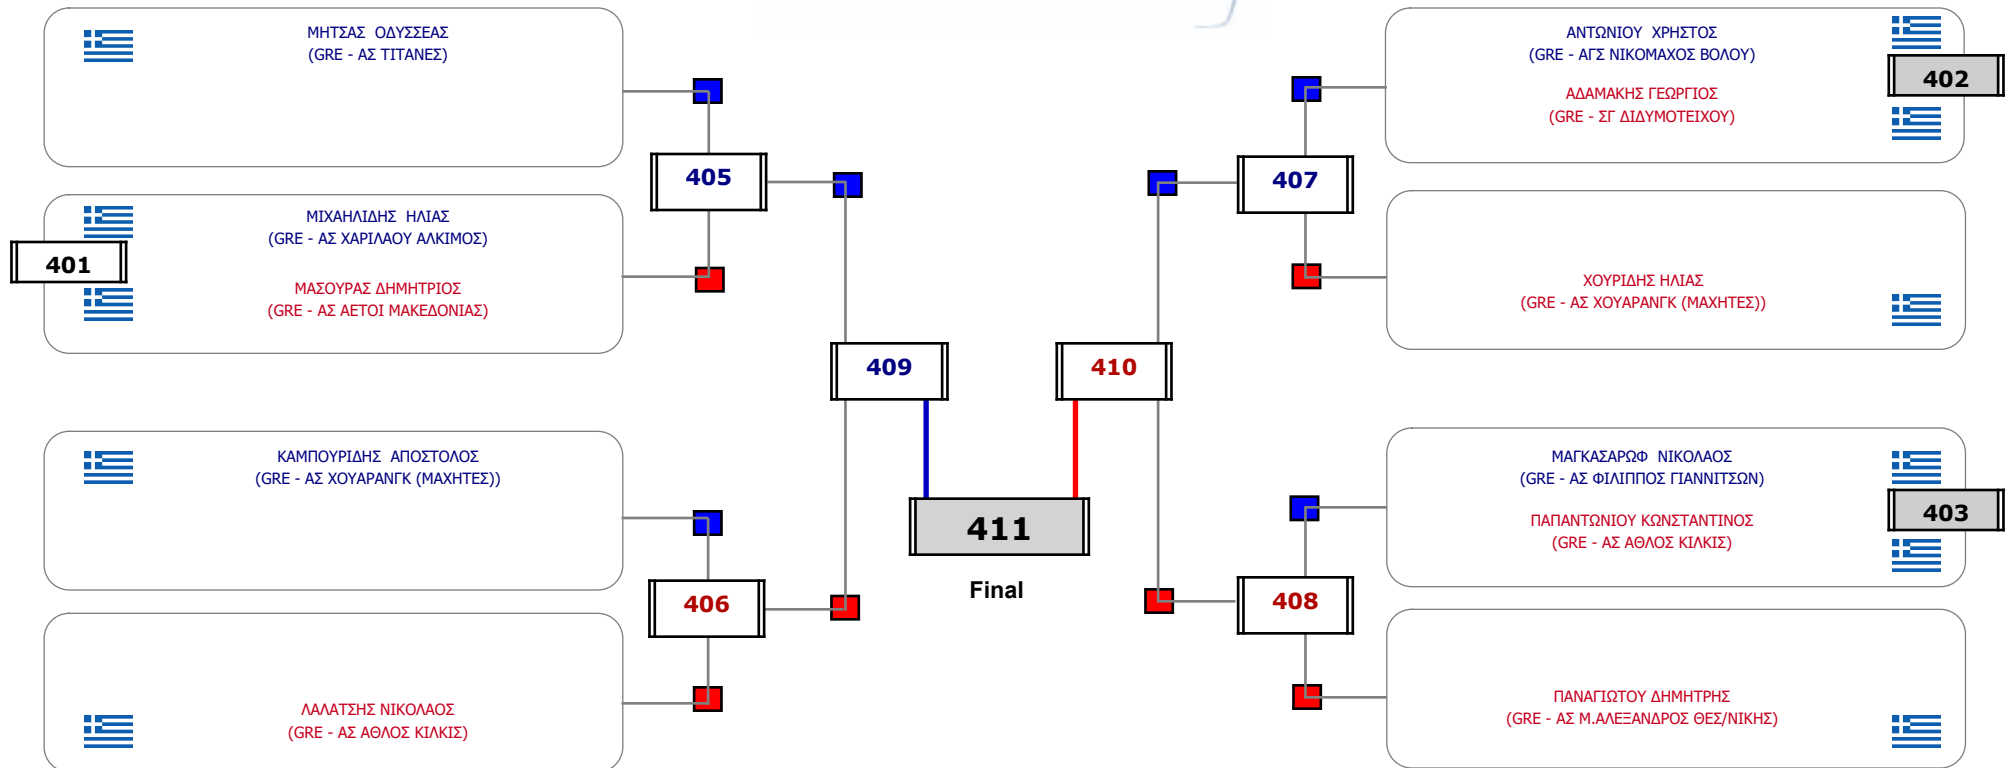 ΜΗΤΣΑΣ ΟΔΥΣΣΕΑΣ
(GRE - ΑΣ ΤΙΤΑΝΕΣ)
405
ΜΙΧΑΗΛΙΔΗΣ ΗΛΙΑΣ
(GRE - ΑΣ ΧΑΡΙΛΑΟΥ ΑΛΚΙΜΟΣ)
401
ΜΑΣΟΥΡΑΣ ΔΗΜΗΤΡΙΟΣ
(GRE - ΑΣ ΑΕΤΟΙ ΜΑΚΕΔΟΝΙΑΣ)
409
ΚΑΜΠΟΥΡΙΔΗΣ ΑΠΟΣΤΟΛΟΣ
(GRE - ΑΣ ΧΟΥΑΡΑΝΓΚ (ΜΑΧΗΤΕΣ))
406
ΛΑΛΑΤΣΗΣ ΝΙΚΟΛΑΟΣ
(GRE - ΑΣ ΑΘΛΟΣ ΚΙΛΚΙΣ)
411
Final
ΑΝΤΩΝΙΟΥ ΧΡΗΣΤΟΣ
(GRE - ΑΓΣ ΝΙΚΟΜΑΧΟΣ ΒΟΛΟΥ)
402
ΑΔΑΜΑΚΗΣ ΓΕΩΡΓΙΟΣ
(GRE - ΣΓ ΔΙΔΥΜΟΤΕΙΧΟΥ)
407
ΧΟΥΡΙΔΗΣ ΗΛΙΑΣ
(GRE - ΑΣ ΧΟΥΑΡΑΝΓΚ (ΜΑΧΗΤΕΣ))
410
ΜΑΓΚΑΣΑΡΩΦ ΝΙΚΟΛΑΟΣ
(GRE - ΑΣ ΦΙΛΙΠΠΟΣ ΓΙΑΝΝΙΤΣΩΝ)
403
ΠΑΠΑΝΤΩΝΙΟΥ ΚΩΝΣΤΑΝΤΙΝΟΣ
(GRE - ΑΣ ΑΘΛΟΣ ΚΙΛΚΙΣ)
408
ΠΑΝΑΓΙΩΤΟΥ ΔΗΜΗΤΡΗΣ
(GRE - ΑΣ Μ.ΑΛΕΞΑΝΔΡΟΣ ΘΕΣ/ΝΙΚΗΣ)